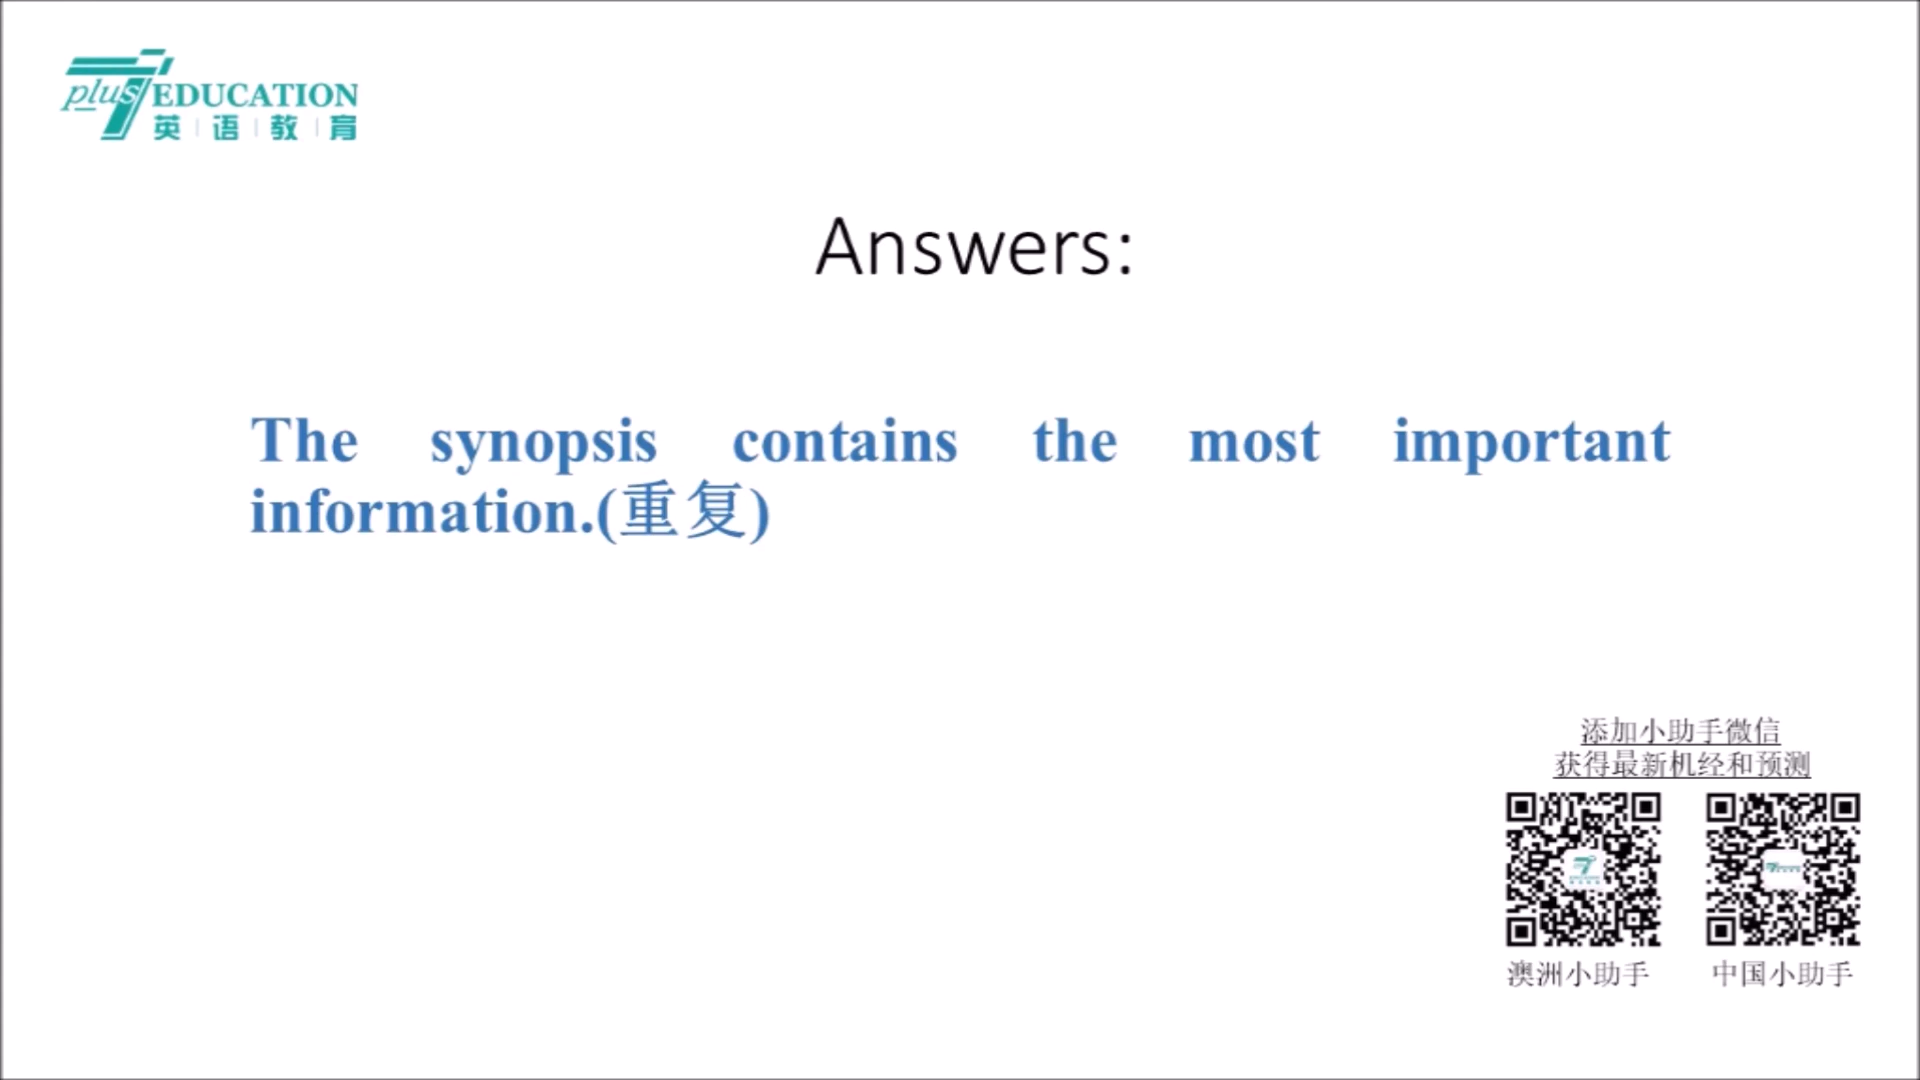 7plus EDUCATION
英语教育
Answers:
The synopsis contains the most important
information.(重复)
添加小助手微信
获得最新机经和预测
澳洲小助手 中国小助手